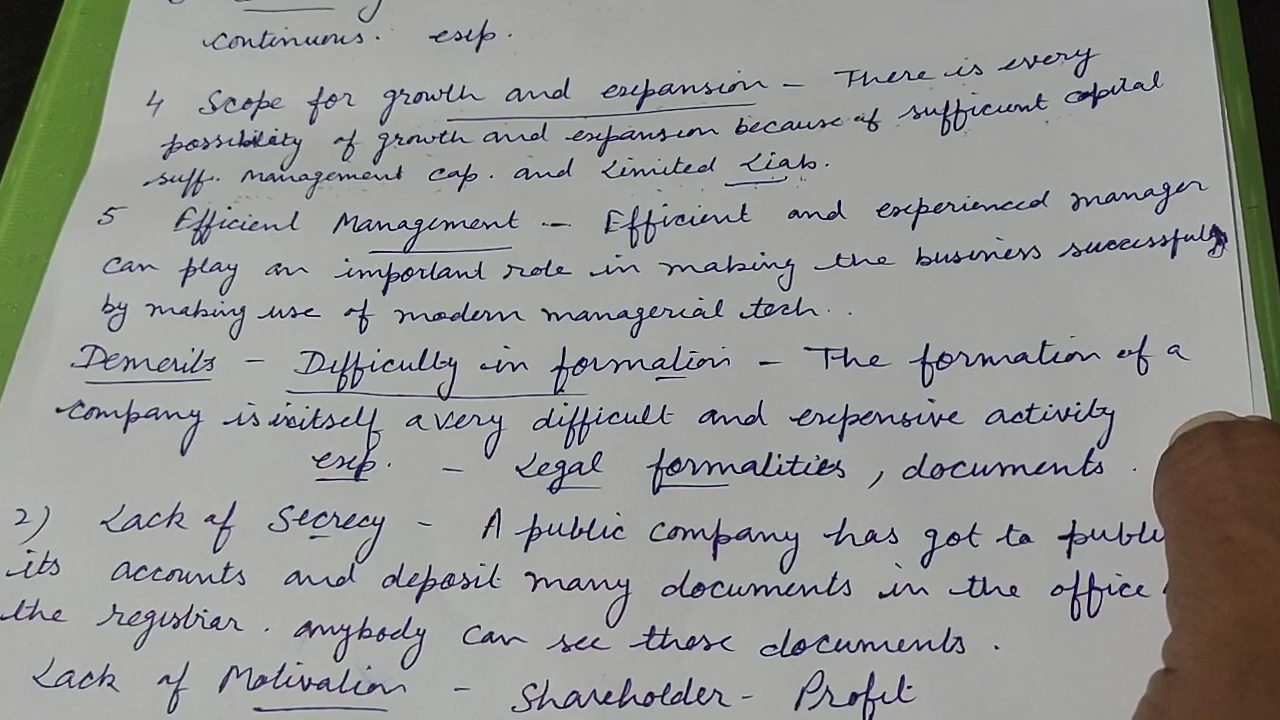 continuous. exp.
4 Scope for growth and expansion - There is every
possibility of growth and expansion because of sufficient capital
suff. management cap. and Limited Liab.
5 Efficient Management - Efficient and experienced manager
can play an important role in making the business successful
by making use of modern managerial tech..
Demerits - Difficulty in formation - The formation of a
company is initself a very difficult and expensive activity
exp. - Legal formalities, documents.
2) Lack of Secrecy - A public company has got to publi
its accounts and deposit many documents in the office
the registrar. anybody can see those documents.
Lack of Motivation - Shareholder - Profit